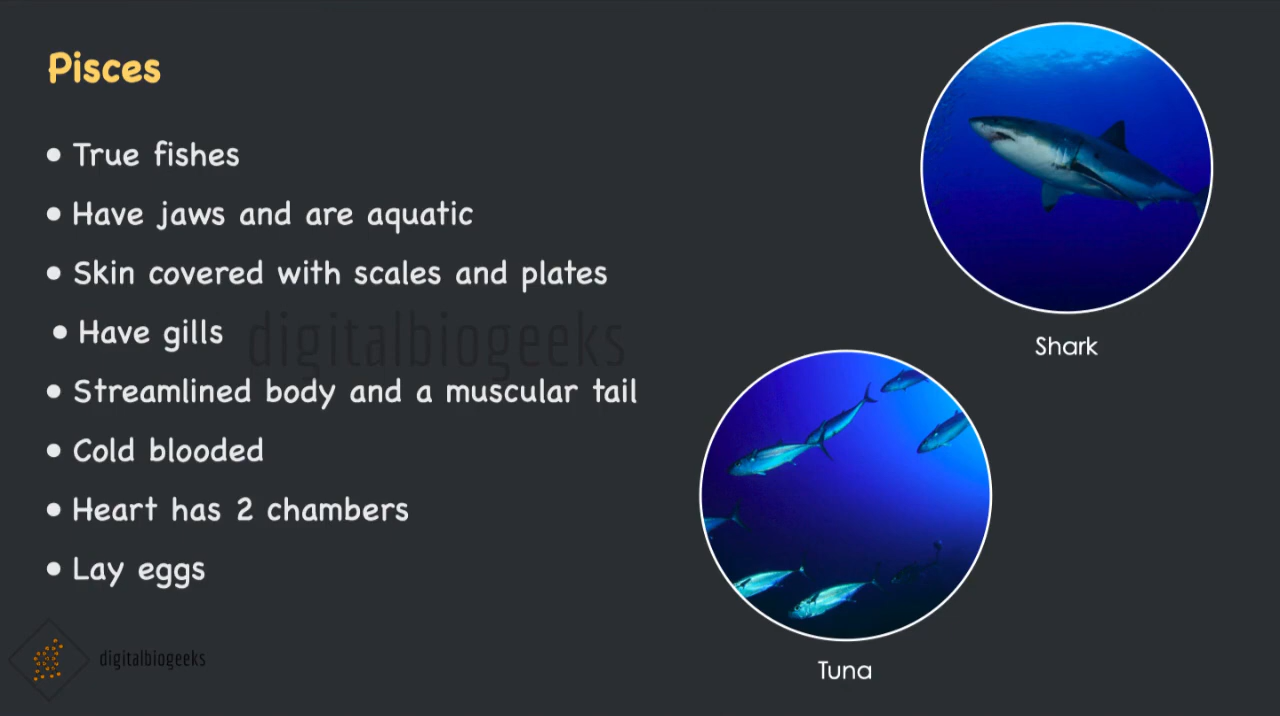 Pisces
• True fishes
• Have jaws and are aquatic
• Skin covered with scales and plates
• Have gills
• Streamlined body and a muscular tail
• Cold blooded
• Heart has 2 chambers
• Lay eggs
Shark
Tuna
digitalbiogeeks
digitalbiogeeks